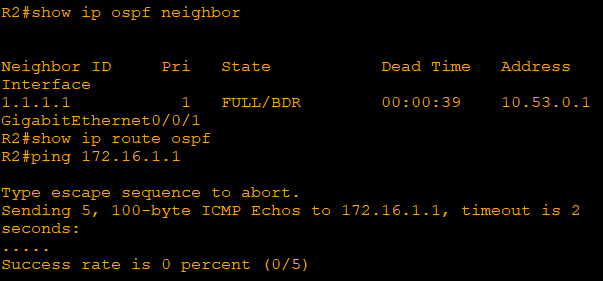 R2#show ip ospf neighbor
Neighbor ID     Pri   State           Dead Time   Address
Interface
1.1.1.1           1   FULL/BDR        00:00:39    10.53.0.1
GigabitEthernet0/0/1
R2#show ip route ospf
R2#ping 172.16.1.1
Type escape sequence to abort.
Sending 5, 100-byte ICMP Echos to 172.16.1.1, timeout is 2
seconds:
.....
Success rate is 0 percent (0/5)